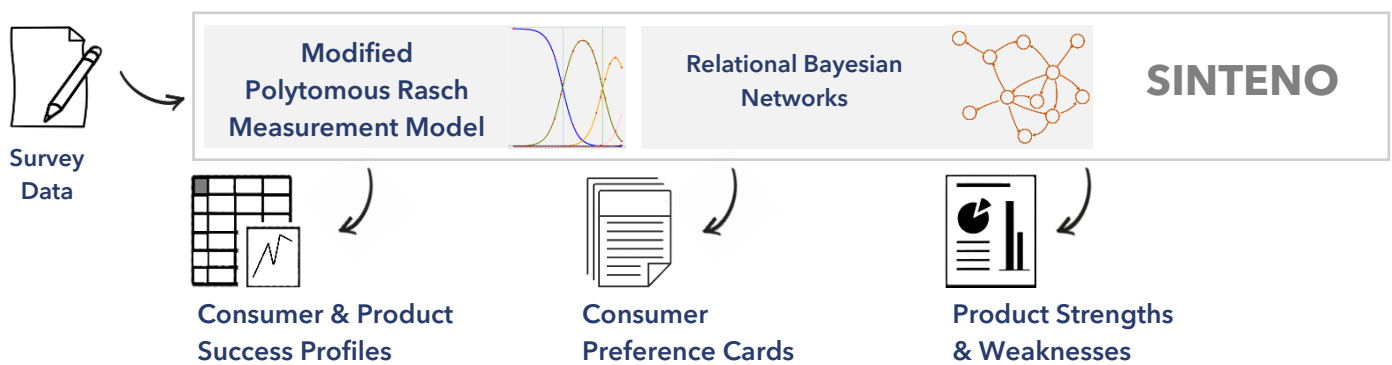 Survey
Data
Modified
Polytomous Rasch
Measurement Model
Relational Bayesian
Networks
SINTENO
Consumer & Product
Success Profiles
Consumer
Preference Cards
Product Strengths
& Weaknesses